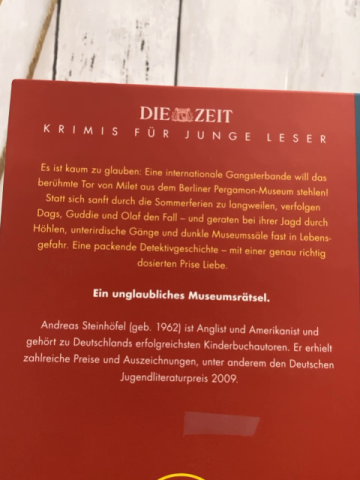 DIE ZEIT
KRIMIS FÜR JUNGE LESER
Es ist kaum zu glauben: Eine internationale Gangsterbande will das
berühmte Tor von Milet aus dem Berliner Pergamon-Museum stehlen!
Statt sich sanft durch die Sommerferien zu langweilen, verfolgen
Dags, Guddie und Olaf den Fall – und geraten bei ihrer Jagd durch
Höhlen, unterirdische Gänge und dunkle Museumssäle fast in Lebens-
gefahr. Eine packende Detektivgeschichte – mit einer genau richtig
dosierten Prise Liebe.
Ein unglaubliches Museumsrätsel.
Andreas Steinhöfel (geb. 1962) ist Anglist und Amerikanist und
gehört zu Deutschlands erfolgreichsten Kinderbuchautoren. Er erhielt
zahlreiche Preise und Auszeichnungen, unter anderem den Deutschen
Jugendliteraturpreis 2009.